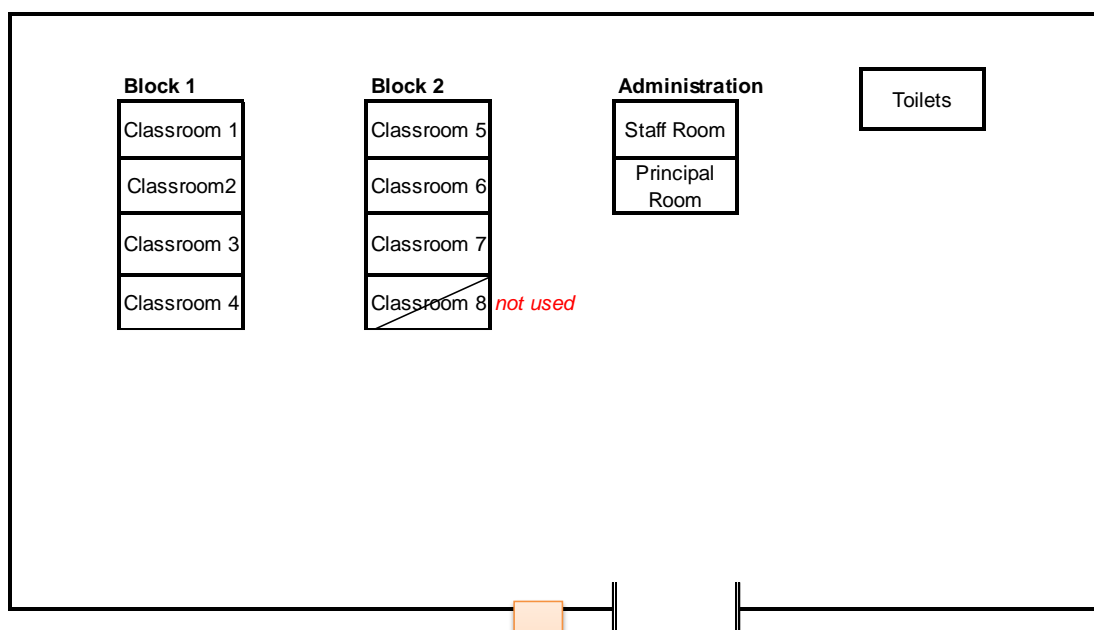 Block 1
Classroom 1
Classroom2
Classroom 3
Classroom 4
Block 2
Classroom 5
Classroom 6
Classroom 7
Classroom 8 not used
Administration
Staff Room
Principal
Room
Toilets